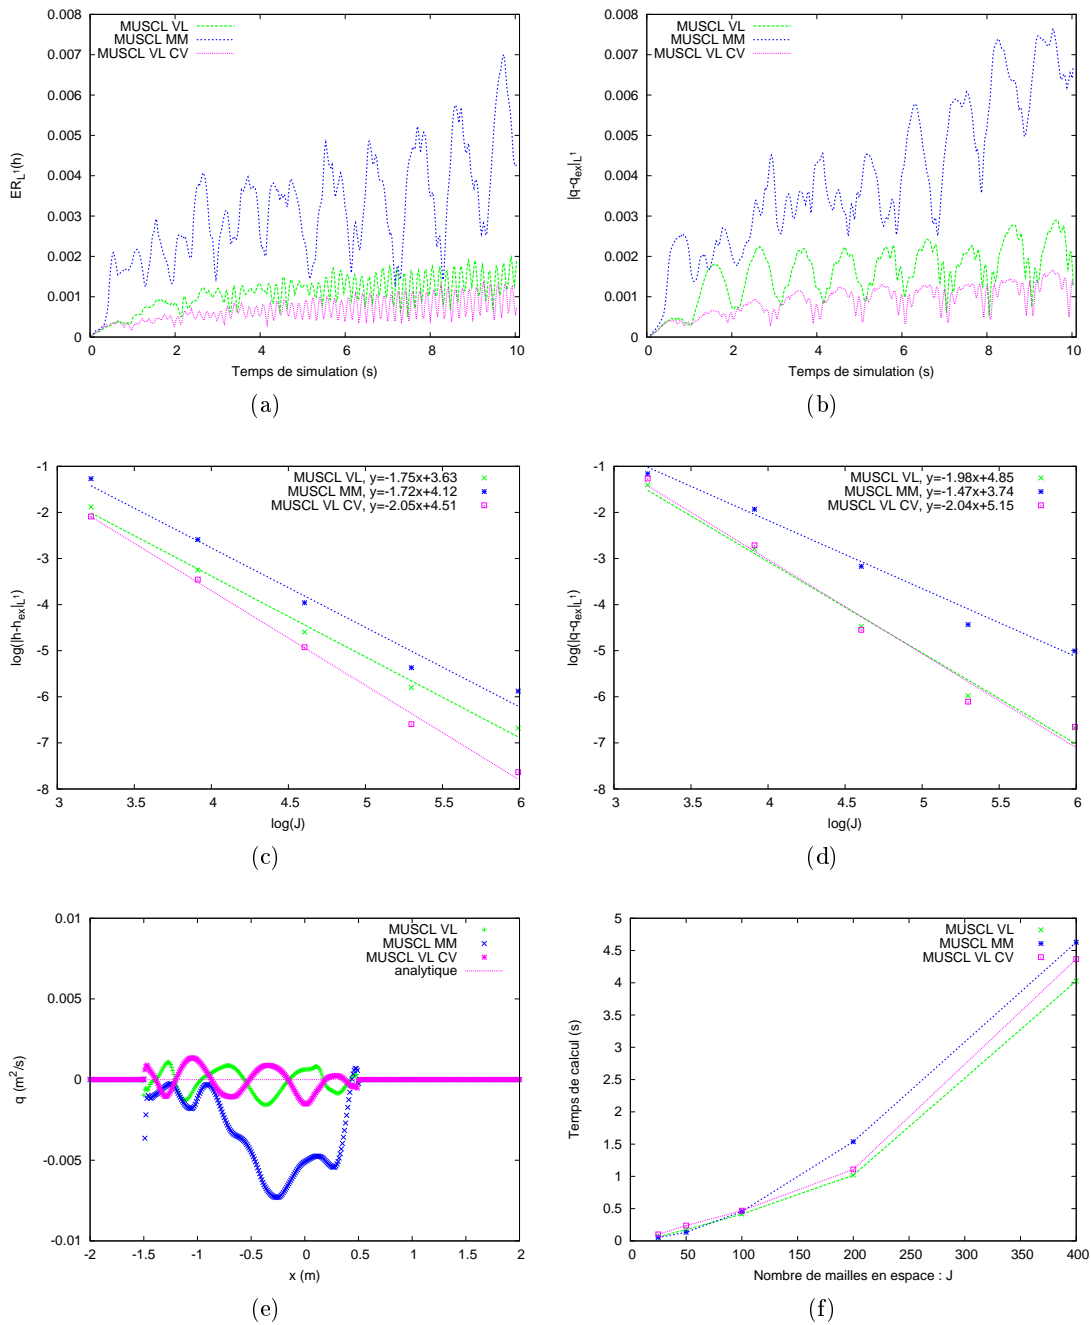 MUSCL VL
MUSCL MM
MUSCL VL CV
0.008
0.007
0.006
0.005
0.004
0.003
0.002
0.001
0
0 2 4 6 8 10
ER_L¹(h)
Temps de simulation (s)
(a)
MUSCL VL
MUSCL MM
MUSCL VL CV
0.008
0.007
0.006
0.005
0.004
0.003
0.002
0.001
0
0 2 4 6 8 10
|q-q_ex|_L¹
Temps de simulation (s)
(b)
MUSCL VL, y=-1.75x+3.63
MUSCL MM, y=-1.72x+4.12
MUSCL VL CV, y=-2.05x+4.51
-1
-2
-3
-4
-5
-6
-7
-8
3 3.5 4 4.5 5 5.5 6
log(|h-h_ex|_L¹)
log(J)
(c)
MUSCL VL, y=-1.98x+4.85
MUSCL MM, y=-1.47x+3.74
MUSCL VL CV, y=-2.04x+5.15
-1
-2
-3
-4
-5
-6
-7
-8
3 3.5 4 4.5 5 5.5 6
log(|q-q_ex|_L¹)
log(J)
(d)
MUSCL VL
MUSCL MM
MUSCL VL CV
analytique
0.01
0.005
0
-0.005
-0.01
-2 -1.5 -1 -0.5 0 0.5 1 1.5 2
q (m²/s)
x (m)
(e)
MUSCL VL
MUSCL MM
MUSCL VL CV
5
4.5
4
3.5
3
2.5
2
1.5
1
0.5
0
0 50 100 150 200 250 300 350 400
Temps de calcul (s)
Nombre de mailles en espace : J
(f)